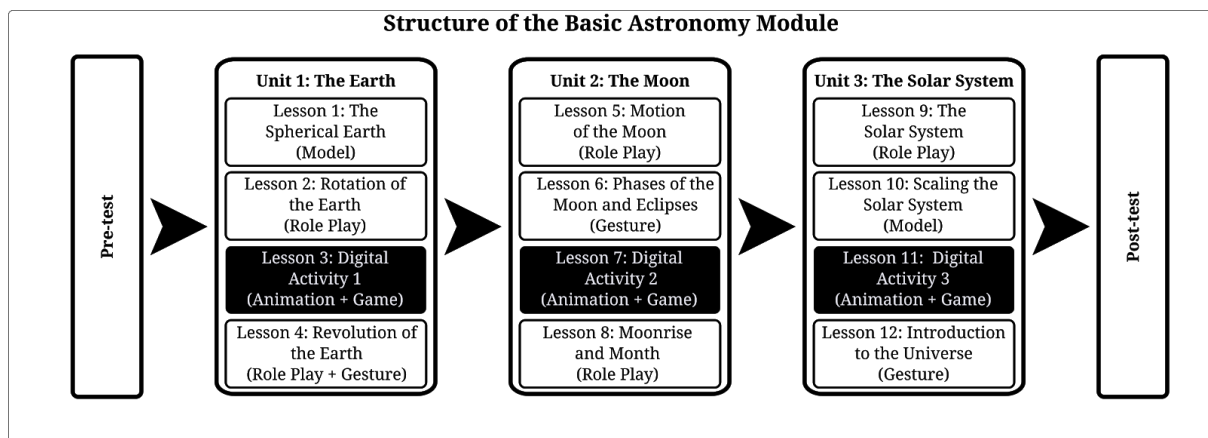 Structure of the Basic Astronomy Module
Pre-test
Unit 1: The Earth
Lesson 1: The
Spherical Earth
(Model)
Lesson 2: Rotation of
the Earth
(Role Play)
Lesson 3: Digital
Activity 1
(Animation + Game)
Lesson 4: Revolution of
the Earth
(Role Play + Gesture)
Unit 2: The Moon
Lesson 5: Motion
of the Moon
(Role Play)
Lesson 6: Phases of the
Moon and Eclipses
(Gesture)
Lesson 7: Digital
Activity 2
(Animation + Game)
Lesson 8: Moonrise
and Month
(Role Play)
Unit 3: The Solar System
Lesson 9: The
Solar System
(Role Play)
Lesson 10: Scaling the
Solar System
(Model)
Lesson 11: Digital
Activity 3
(Animation + Game)
Lesson 12: Introduction
to the Universe
(Gesture)
Post-test